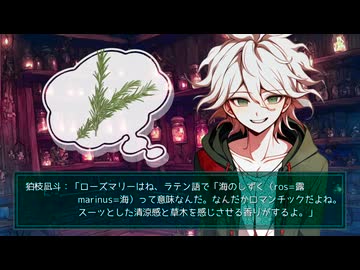 狛枝凪斗：「ローズマリーはね、ラテン語で「海のしずく（ros=露
marinus=海）って意味なんだ。なんだかロマンチックだよね。
スーッとした清涼感と草木を感じさせる香りがするよ。」